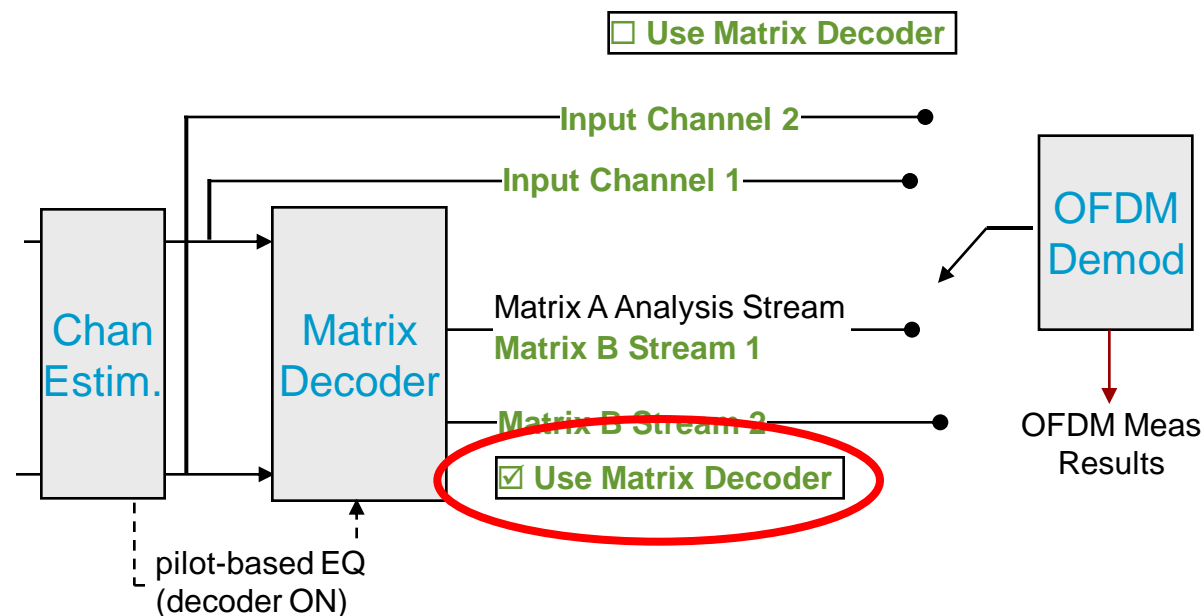 ☐ Use Matrix Decoder
Input Channel 2
Input Channel 1
OFDM
Demod
Chan
Estim.
Matrix
Decoder
Matrix A Analysis Stream
Matrix B Stream 1
Matrix B Stream 2
☑ Use Matrix Decoder
OFDM Meas
Results
pilot-based EQ
(decoder ON)